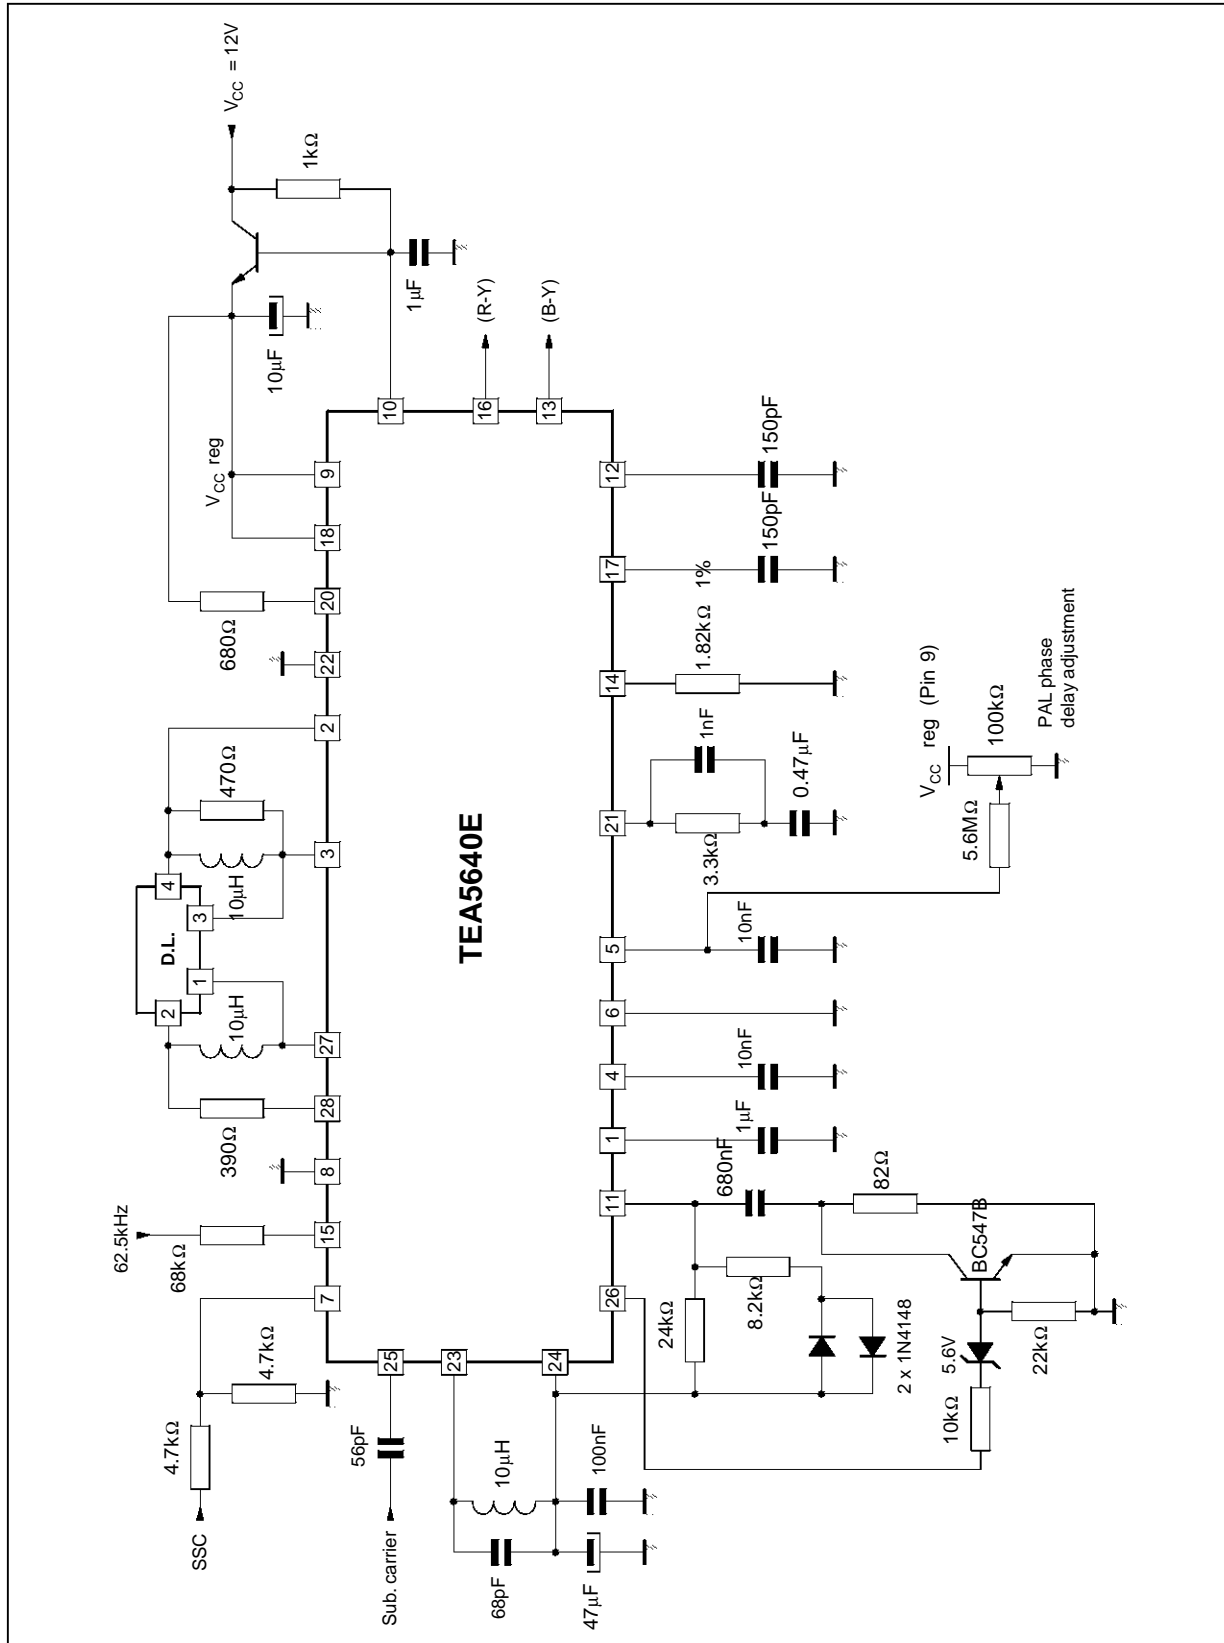 VCC = 12V
1kΩ
1µF
10µF
(R-Y)
(B-Y)
VCC reg
10
16
13
9
18
20
22
2
3
27
28
8
15
7
680Ω
470Ω
10µH
4
3
D.L.
1
2
10µH
390Ω
62.5kHz
68kΩ
4.7kΩ
4.7kΩ
SSC
TEA5640E
12
17
14
21
5
6
4
1
11
26
25
23
24
150pF
150pF
1.82kΩ 1%
1nF
3.3kΩ
0.47µF
VCC reg (Pin 9)
100kΩ
PAL phase
delay adjustment
5.6MΩ
10nF
10nF
1µF
680nF
82Ω
BC547B
8.2kΩ
24kΩ
2 x 1N4148
5.6V
22kΩ
10kΩ
56pF
Sub. carrier
10µH
100nF
68pF
47µF